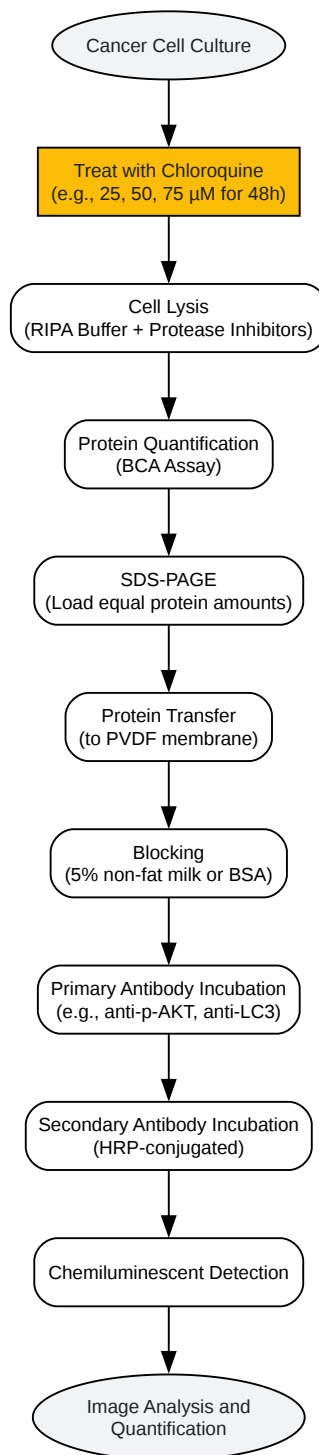 Cancer Cell Culture
Treat with Chloroquine
(e.g., 25, 50, 75 µM for 48h)
Cell Lysis
(RIPA Buffer + Protease Inhibitors)
Protein Quantification
(BCA Assay)
SDS-PAGE
(Load equal protein amounts)
Protein Transfer
(to PVDF membrane)
Blocking
(5% non-fat milk or BSA)
Primary Antibody Incubation
(e.g., anti-p-AKT, anti-LC3)
Secondary Antibody Incubation
(HRP-conjugated)
Chemiluminescent Detection
Image Analysis and
Quantification